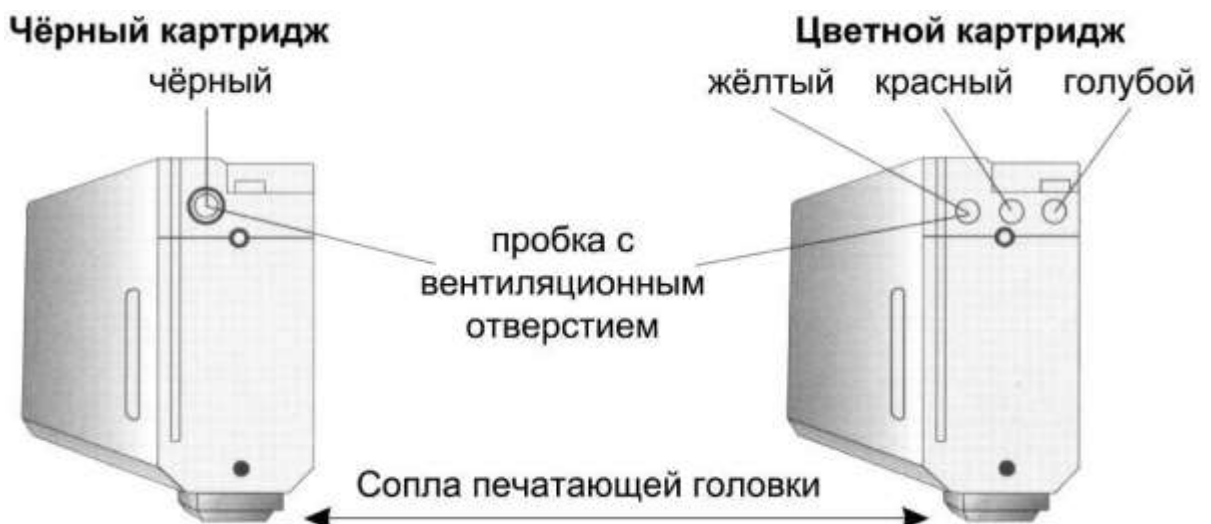 Чёрный картридж
чёрный
Цветной картридж
жёлтый красный голубой
пробка с
вентиляционным
отверстием
Сопла печатающей головки